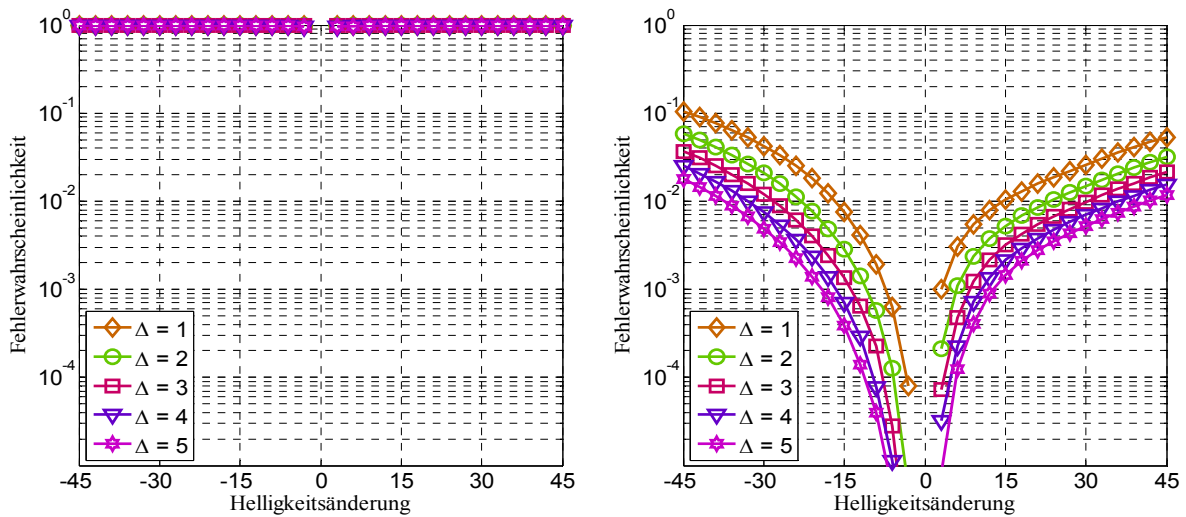 10^0
10^-1
10^-2
10^-3
10^-4
Fehlerwahrscheinlichkeit
Δ = 1
Δ = 2
Δ = 3
Δ = 4
Δ = 5
-45 -30 -15 0 15 30 45
Helligkeitsänderung
10^0
10^-1
10^-2
10^-3
10^-4
Fehlerwahrscheinlichkeit
Δ = 1
Δ = 2
Δ = 3
Δ = 4
Δ = 5
-45 -30 -15 0 15 30 45
Helligkeitsänderung